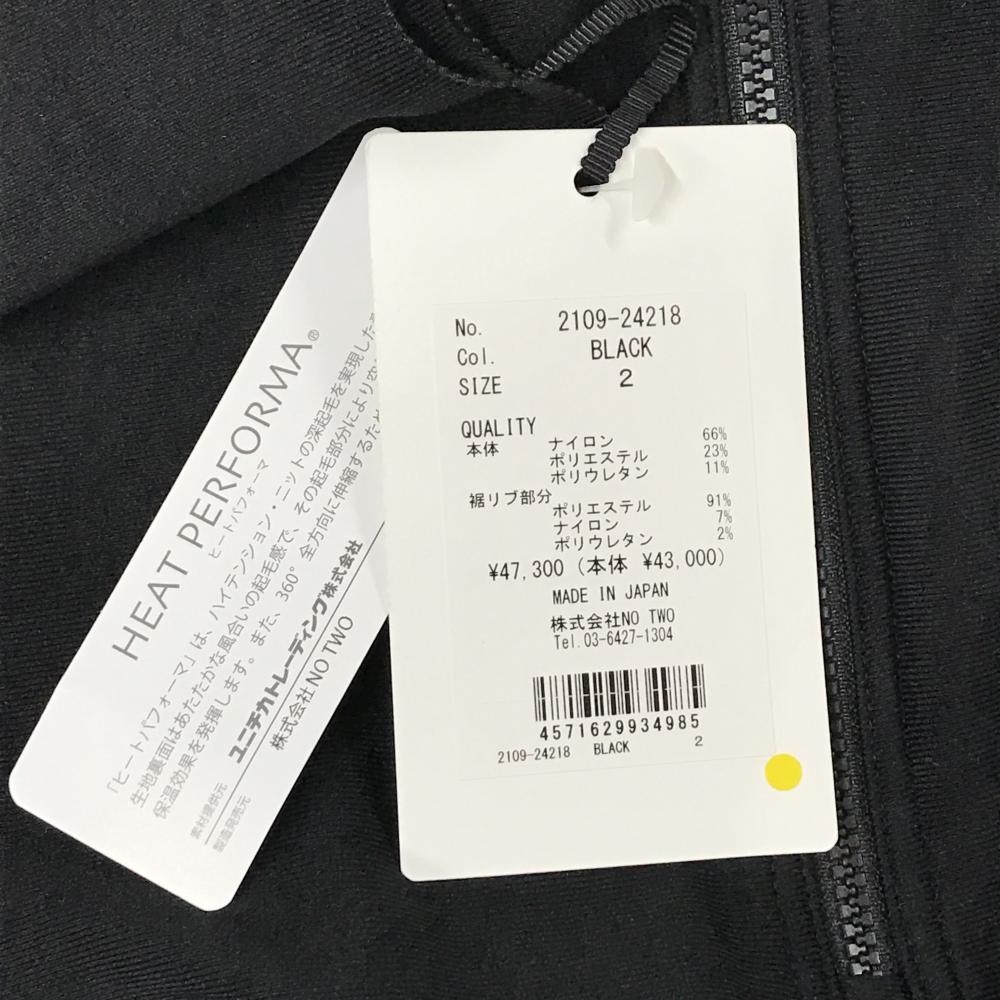 HEAT PERFORMA®
ヒートパフォーマ
「ヒートパフォーマ」は、ハイテンション・ニットの深起毛を実現した
生地裏面はあたたかな風合いの起毛感で、その起毛部分により
保温効果を発揮します。また、360°全方向に伸縮するた
素材提供元 ユニチカトレーディング株式会社
製造発売元 株式会社 NO TWO
No. 2109-24218
Col. BLACK
SIZE 2
QUALITY
本体 ナイロン 66%
ポリエステル 23%
ポリウレタン 11%
裾リブ部分
ポリエステル 91%
ナイロン 7%
ポリウレタン 2%
¥47,300 (本体 ¥43,000)
MADE IN JAPAN
株式会社NO TWO
Tel.03-6427-1304
4571629934985
2109-24218 BLACK 2